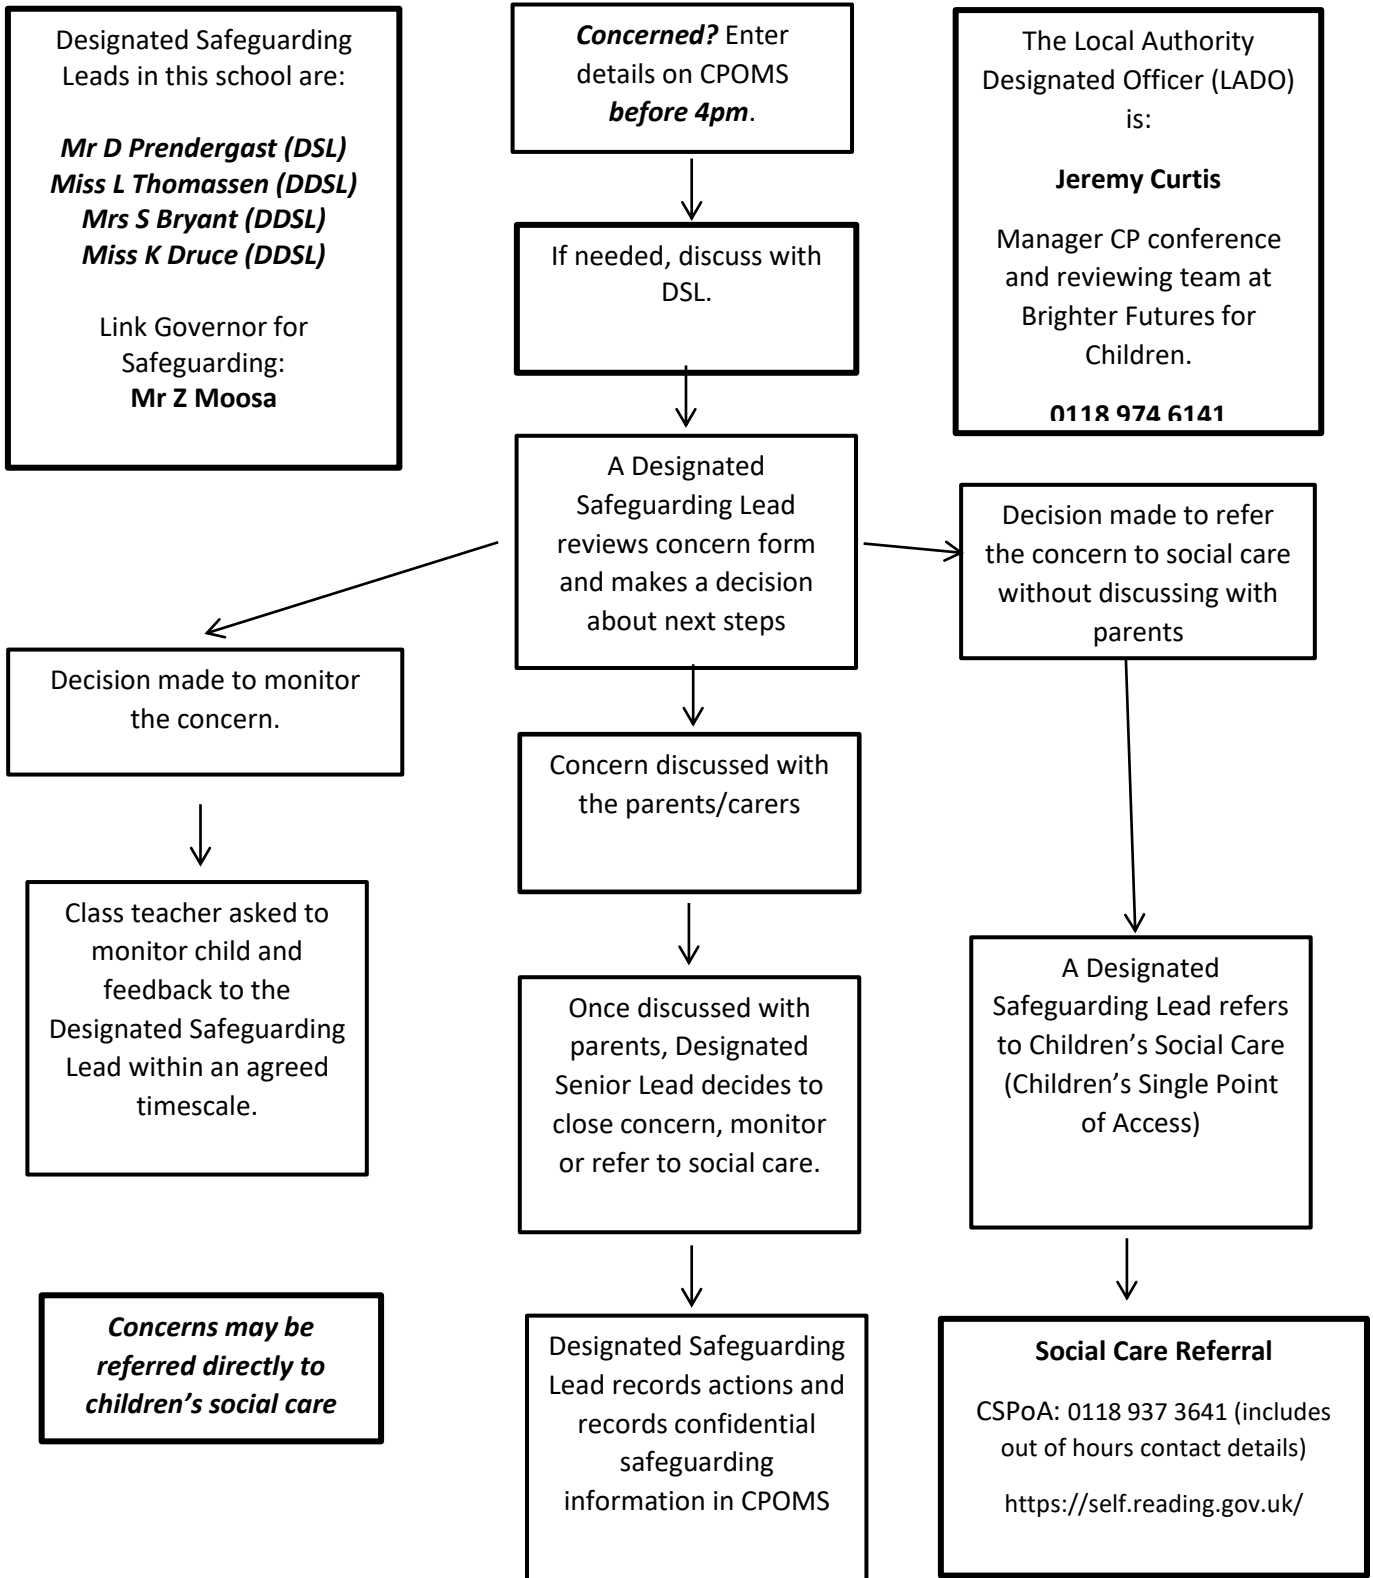 Designated Safeguarding
Leads in this school are:
Mr D Prendergast (DSL)
Miss L Thomassen (DDSL)
Mrs S Bryant (DDSL)
Miss K Druce (DDSL)
Link Governor for
Safeguarding:
Mr Z Moosa
Concerned? Enter
details on CPOMS
before 4pm.
The Local Authority
Designated Officer (LADO)
is:
Jeremy Curtis
Manager CP conference
and reviewing team at
Brighter Futures for
Children.
0118 974 6141
If needed, discuss with
DSL.
A Designated
Safeguarding Lead
reviews concern form
and makes a decision
about next steps
Decision made to refer
the concern to social care
without discussing with
parents
Decision made to monitor
the concern.
Concern discussed with
the parents/carers
Class teacher asked to
monitor child and
feedback to the
Designated Safeguarding
Lead within an agreed
timescale.
Once discussed with
parents, Designated
Senior Lead decides to
close concern, monitor
or refer to social care.
A Designated
Safeguarding Lead refers
to Children’s Social Care
(Children’s Single Point
of Access)
Concerns may be
referred directly to
children’s social care
Designated Safeguarding
Lead records actions and
records confidential
safeguarding
information in CPOMS
Social Care Referral
CSPoA: 0118 937 3641 (includes
out of hours contact details)
https://self.reading.gov.uk/